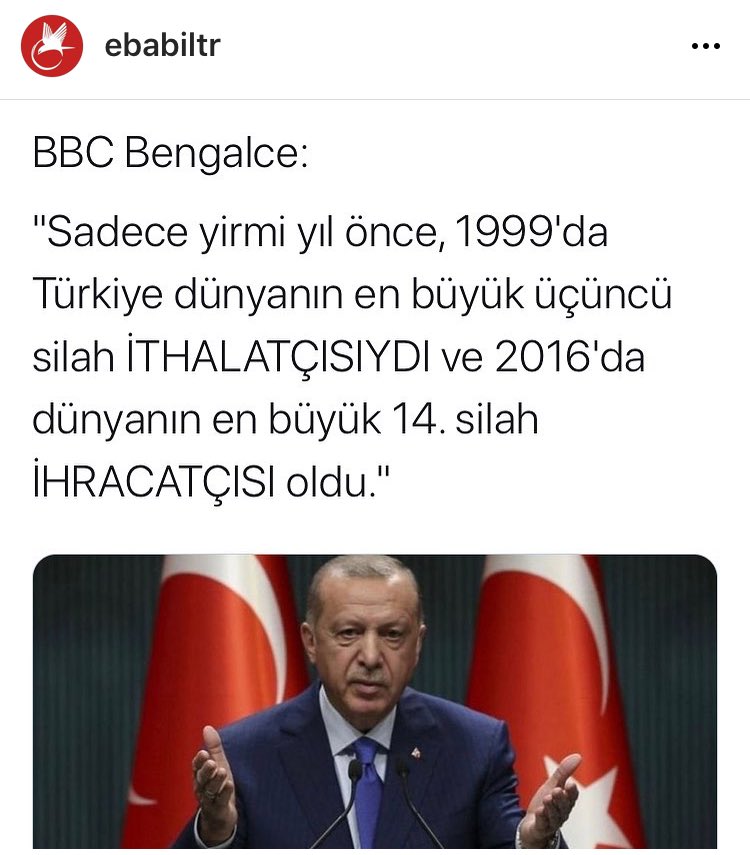 ebabiltr
BBC Bengalce:
"Sadece yirmi yıl önce, 1999'da
Türkiye dünyanın en büyük üçüncü
silah İTHALATÇISIYDI ve 2016'da
dünyanın en büyük 14. silah
İHRACATÇISI oldu."